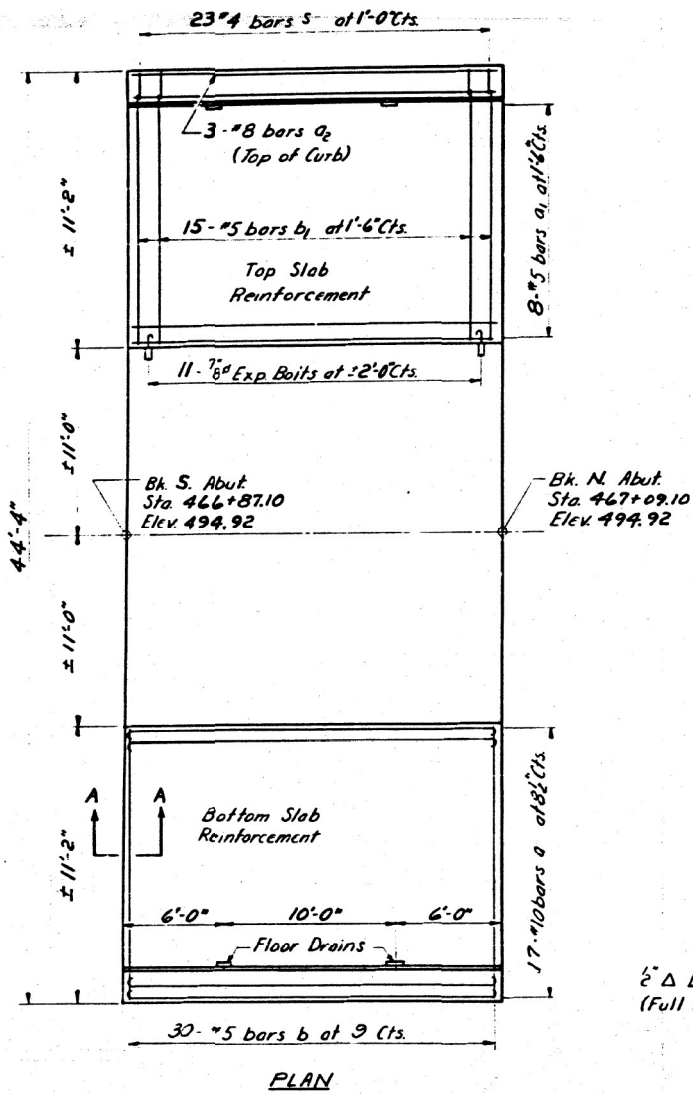 23 #4 bars s at 1'-0" Cts.
3 - #8 bars a2
(Top of Curb)
15 - #5 bars b1 at 1'-6" Cts.
Top Slab
Reinforcement
8 - #5 bars a1 at 1'-6" Cts.
± 11'-2"
11 - 7/8"ø Exp. Bolts at ±2'-0" Cts.
± 11'-0"
Bk. S. Abut.
Sta. 466+87.10
Elev. 494.92
Bk. N. Abut.
Sta. 467+09.10
Elev. 494.92
44'-4"
± 11'-0"
A A
Bottom Slab
Reinforcement
± 11'-2"
17 - #10 bars a at 8½" Cts.
6'-0" 10'-0" 6'-0"
Floor Drains
½" Δ
(Full
30 - #5 bars b at 9 Cts.
PLAN